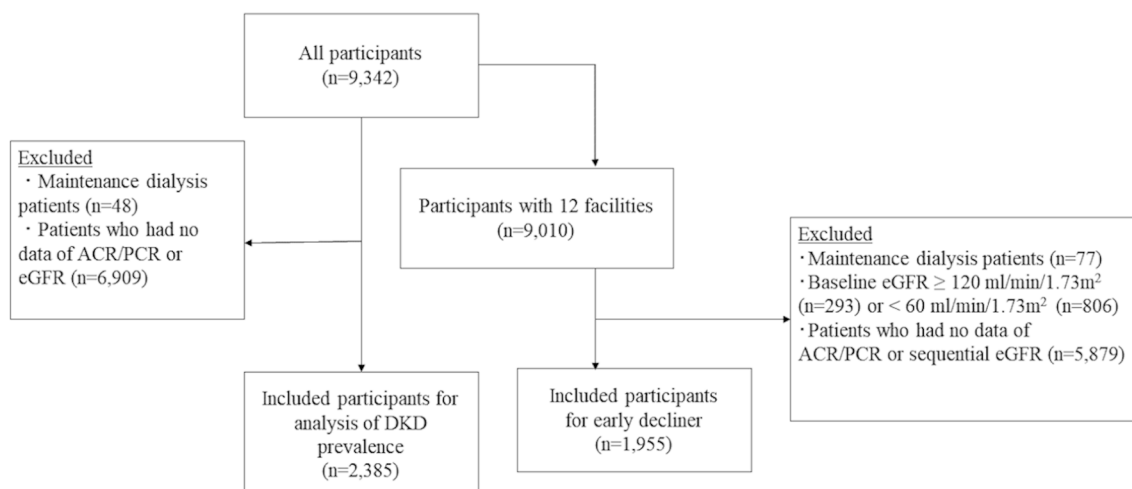 All participants
(n=9,342)
Excluded
・Maintenance dialysis
patients (n=48)
・Patients who had no
data of ACR/PCR or
eGFR (n=6,909)
Participants with 12 facilities
(n=9,010)
Excluded
・Maintenance dialysis patients (n=77)
・Baseline eGFR ≥ 120 ml/min/1.73m²
(n=293) or < 60 ml/min/1.73m² (n=806)
・Patients who had no data of
ACR/PCR or sequential eGFR (n=5,879)
Included participants for
analysis of DKD
prevalence
(n=2,385)
Included participants
for early decliner
(n=1,955)